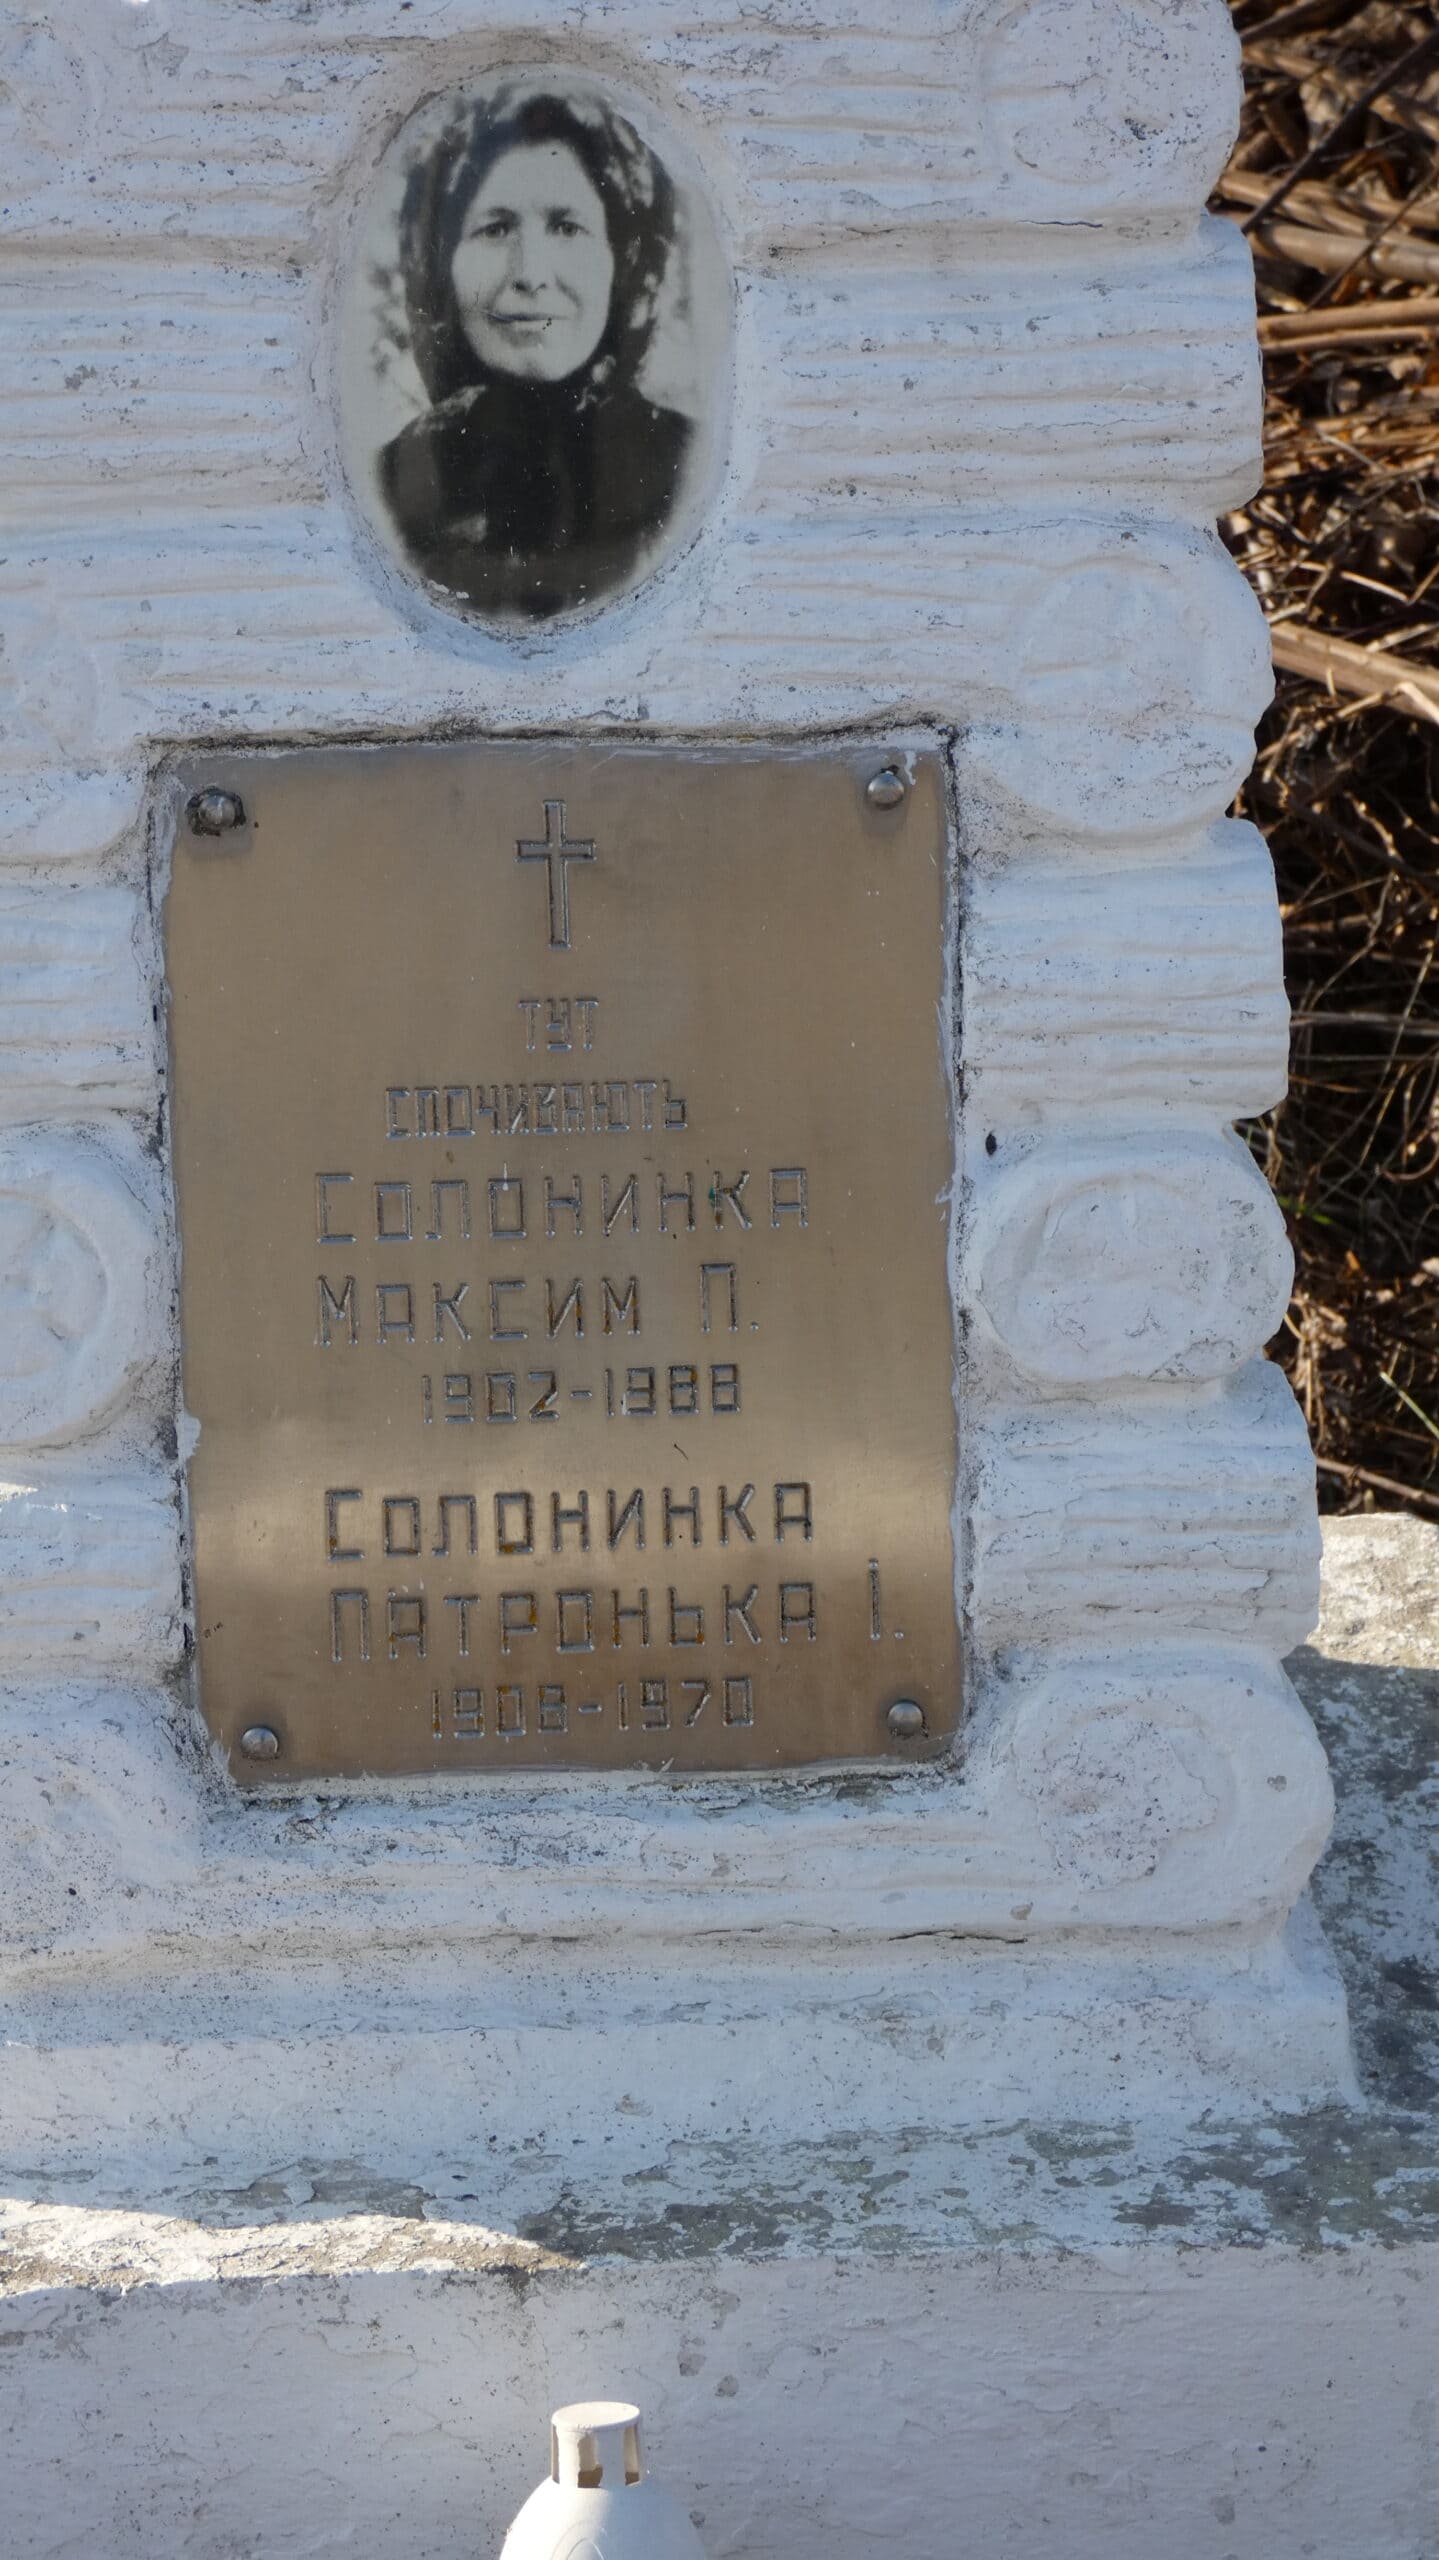 ТУТ
СПОЧИВАЮТЬ
СОЛОНИНКА
МАКСИМ П.
1902-1988
СОЛОНИНКА
ПАТРОНЬКА І.
1908-1970